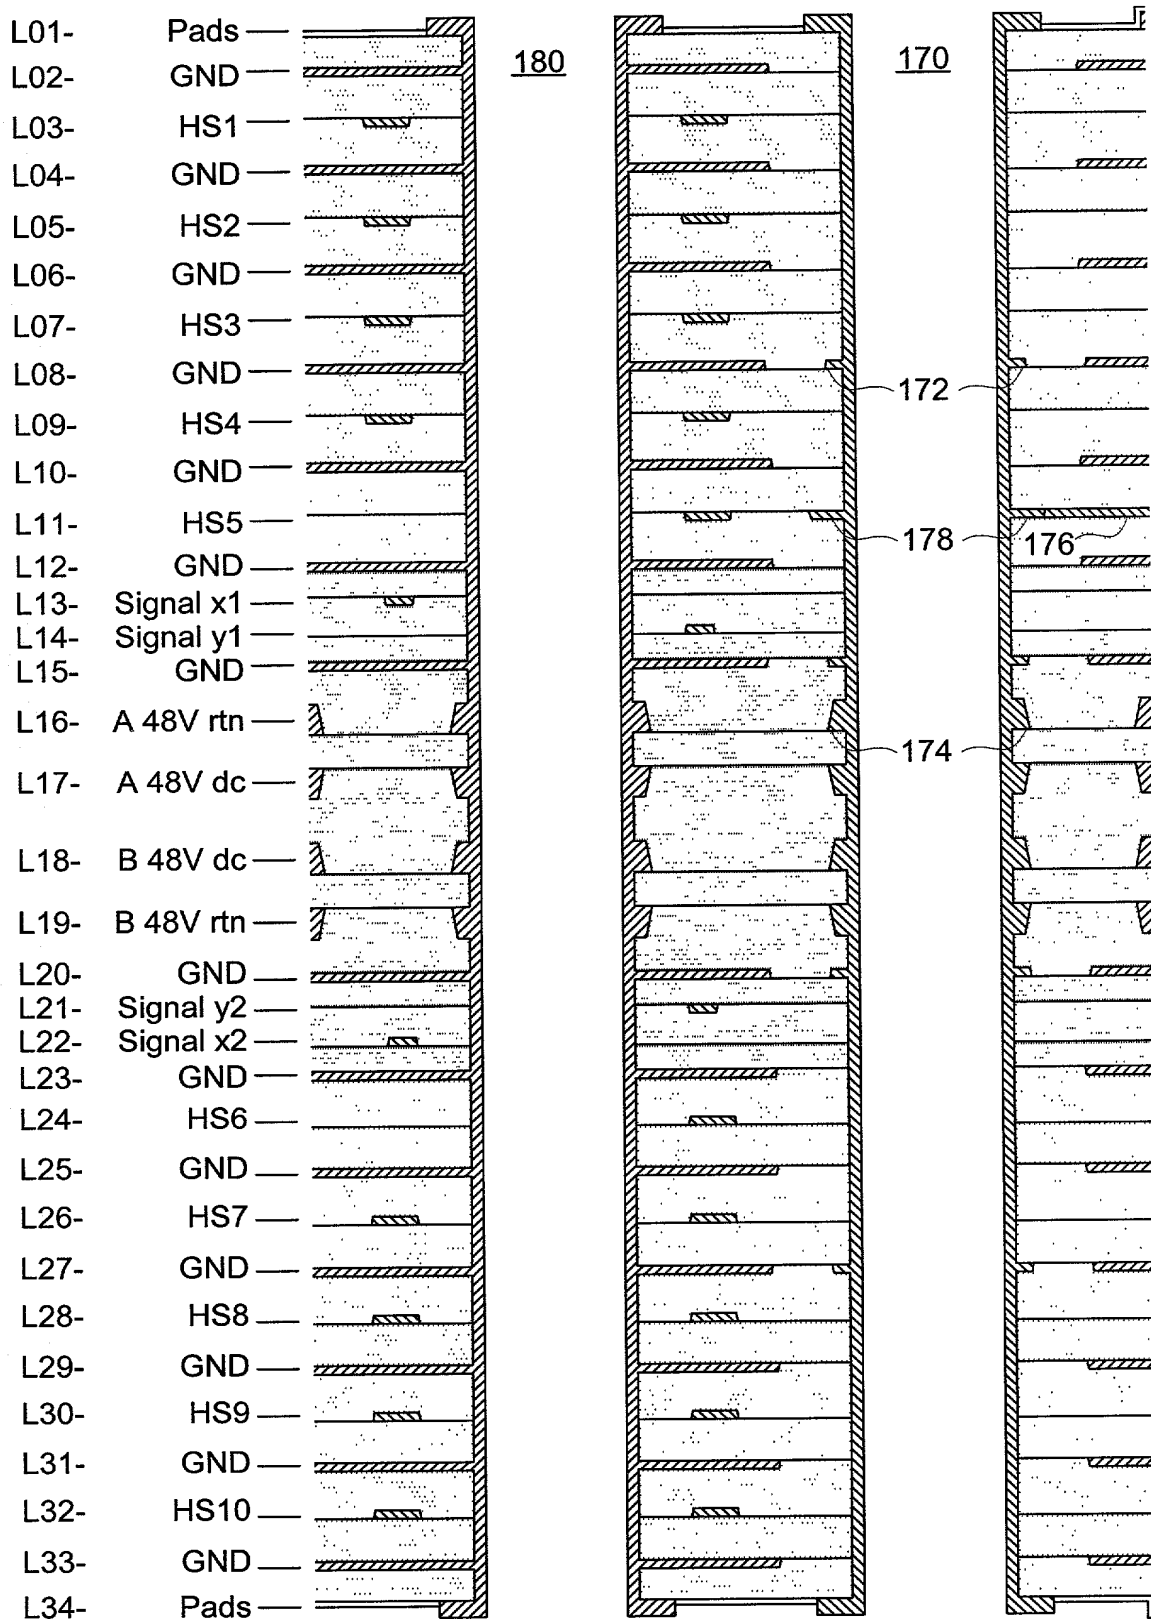 L01- Pads
180
170
L02- GND
L03- HS1
L04- GND
L05- HS2
L06- GND
L07- HS3
L08- GND
172
L09- HS4
L10- GND
L11- HS5
178
176
L12- GND
L13- Signal x1
L14- Signal y1
L15- GND
L16- A 48V rtn
174
L17- A 48V dc
L18- B 48V dc
L19- B 48V rtn
L20- GND
L21- Signal y2
L22- Signal x2
L23- GND
L24- HS6
L25- GND
L26- HS7
L27- GND
L28- HS8
L29- GND
L30- HS9
L31- GND
L32- HS10
L33- GND
L34- Pads